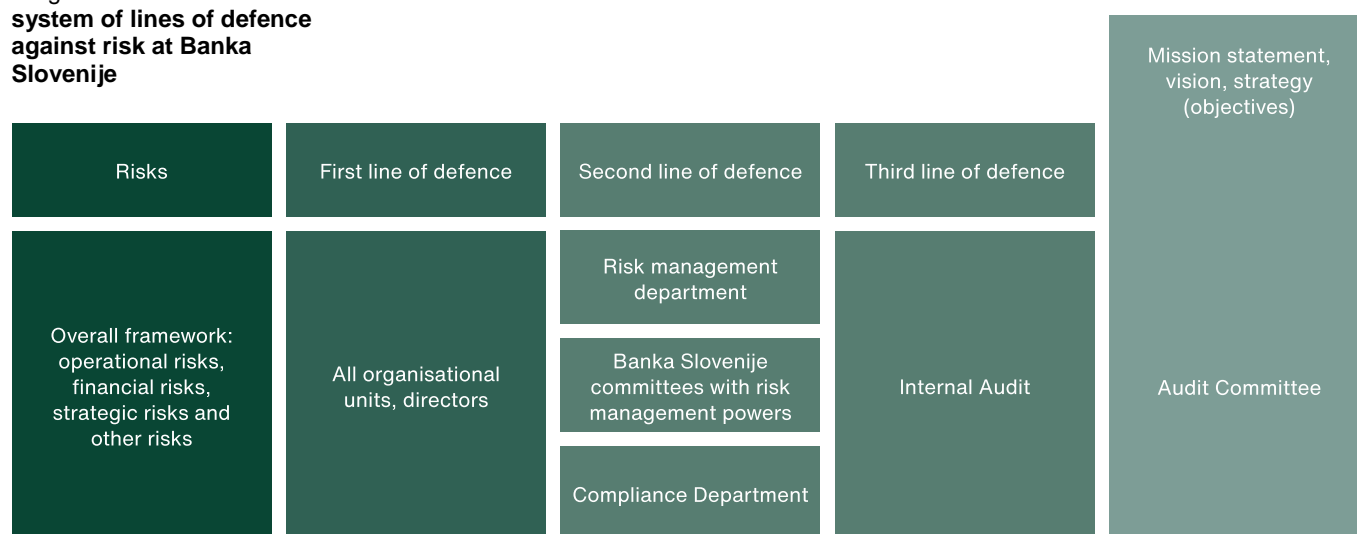 system of lines of defence
against risk at Banka
Slovenije
Mission statement,
vision, strategy
(objectives)
Risks
First line of defence
Second line of defence
Third line of defence
Overall framework:
operational risks,
financial risks,
strategic risks and
other risks
All organisational
units, directors
Risk management
department
Banka Slovenije
committees with risk
management powers
Compliance Department
Internal Audit
Audit Committee